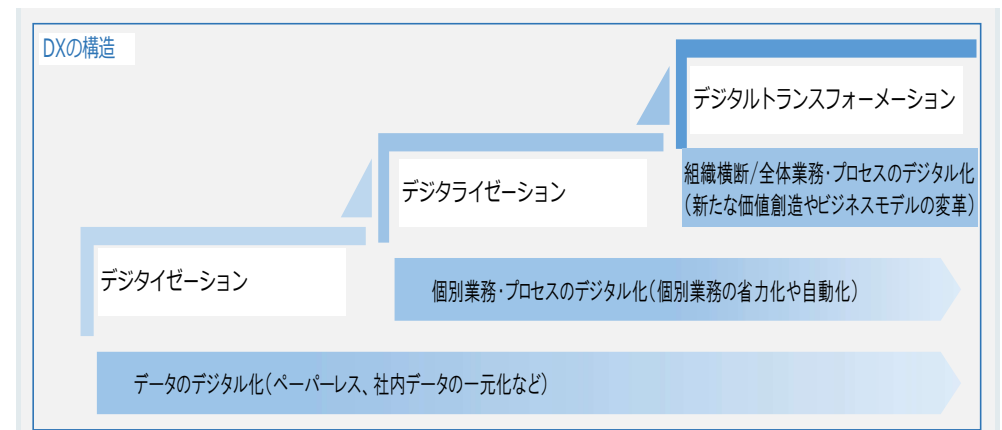 DXの構造
デジタルトランスフォーメーション
組織横断/全体業務・プロセスのデジタル化
(新たな価値創造やビジネスモデルの変革)
デジタライゼーション
個別業務・プロセスのデジタル化(個別業務の省力化や自動化)
デジタイゼーション
データのデジタル化(ペーパーレス、社内データの一元化など)